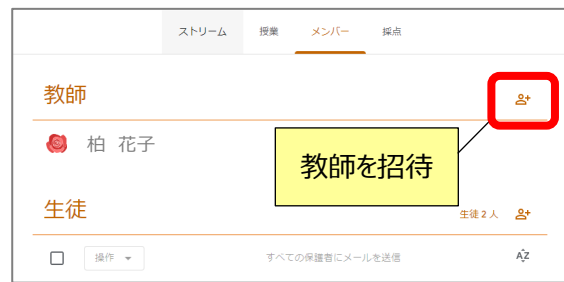 ストリーム 授業 メンバー 採点
教師
柏 花子
教師を招待
生徒
生徒 2 人
操作 すべての保護者にメールを送信 AZ